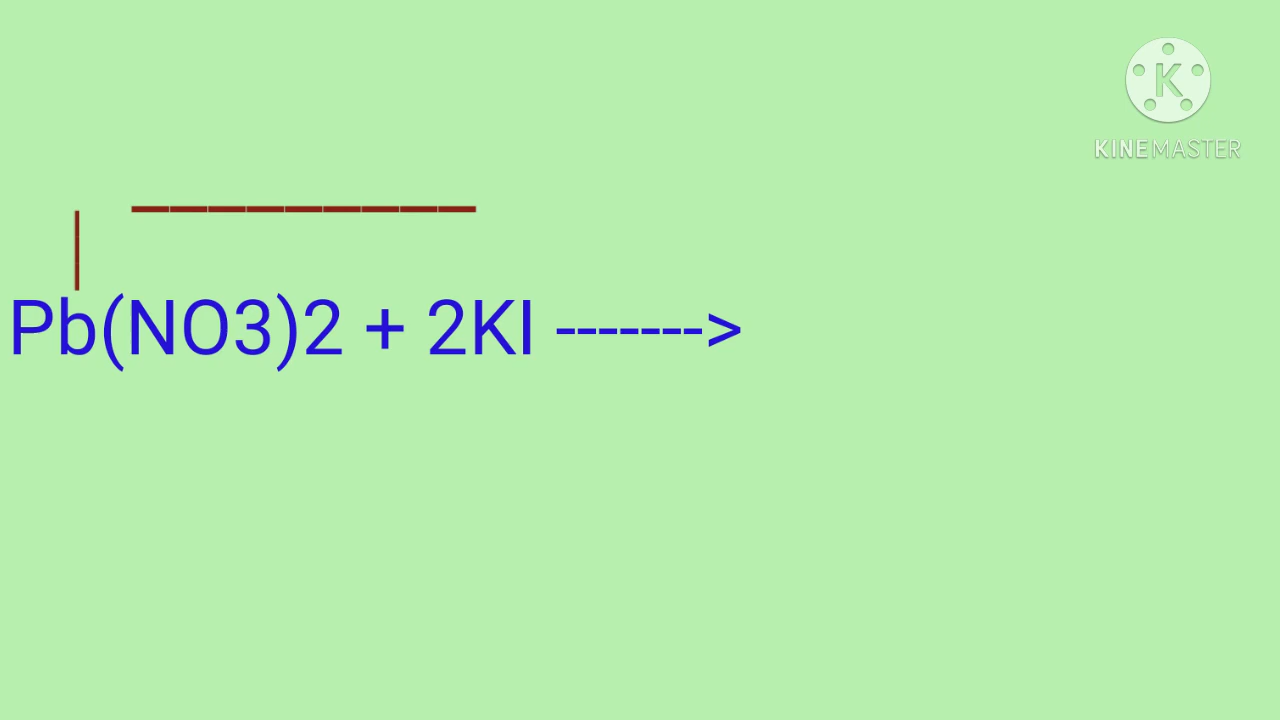 K
KINEMASTER
Pb(NO3)2 + 2KI ------->